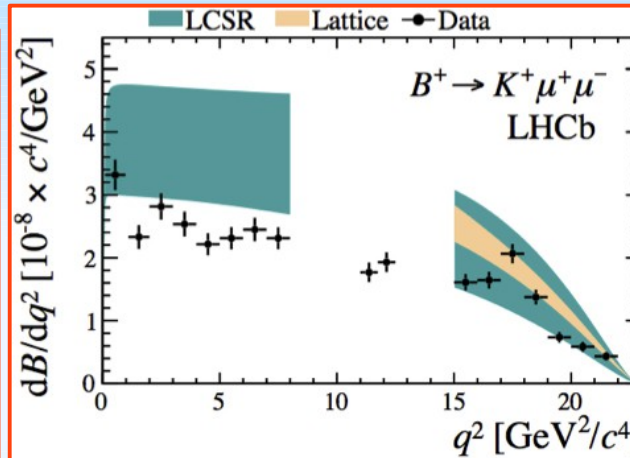 LCSR Lattice Data
dB/dq² [10⁻⁸ × c⁴/GeV²]
5
4
3
2
1
0
B⁺ → K⁺μ⁺μ⁻
LHCb
0 5 10 15 20
q² [GeV²/c⁴]